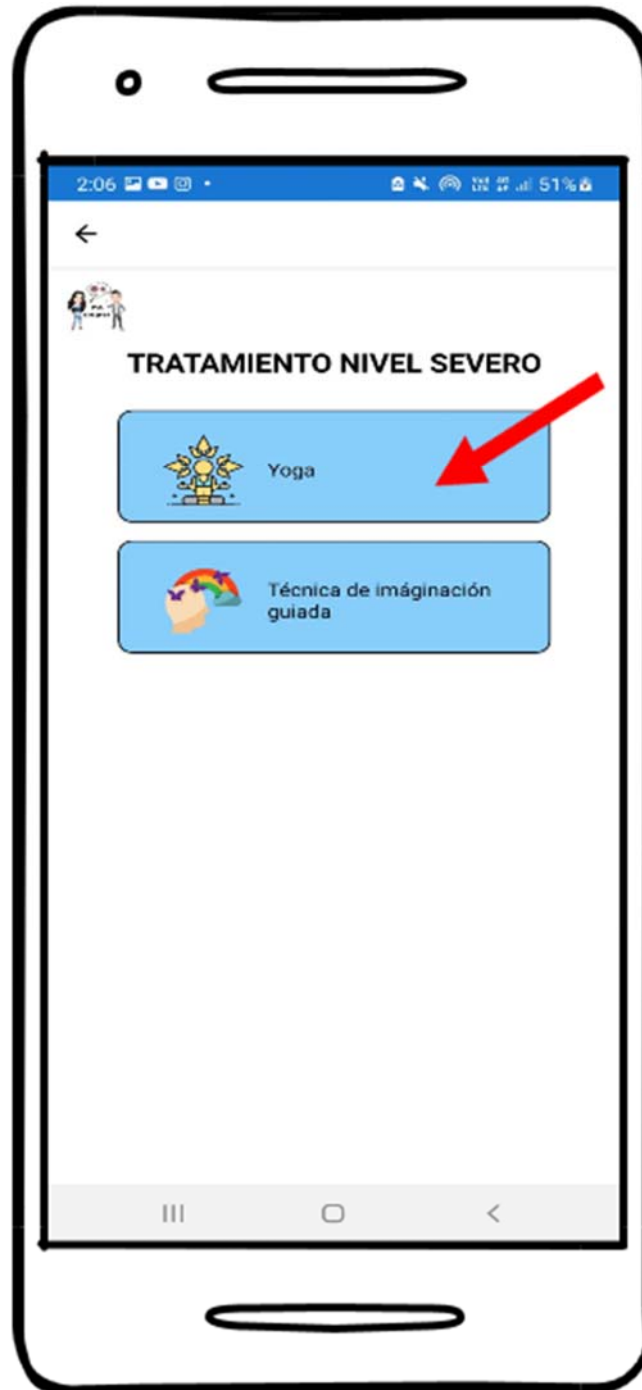 2:06
51%
TRATAMIENTO NIVEL SEVERO
Yoga
Técnica de imáginación
guiada